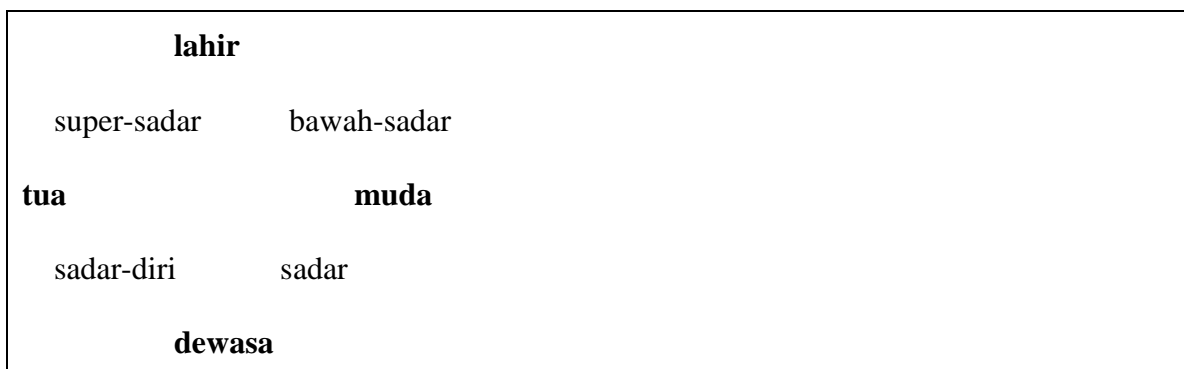 lahir
super-sadar bawah-sadar
tua muda
sadar-diri sadar
dewasa